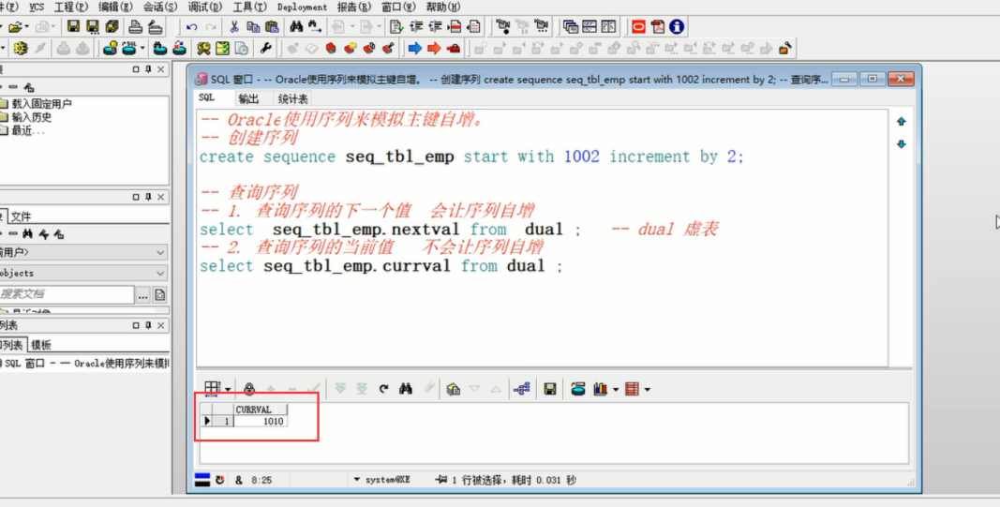 件(F) VCS 工程(P) 编辑(E) 会话(S) 调试(D) 工具(T) Deployment 报告(R) 窗口(W) 帮助(H)
SQL 窗口 - -- Oracle使用序列来模拟主键自增。 -- 创建序列 create sequence seq_tbl_emp start with 1002 increment by 2; -- 查询序...
SQL 输出 统计表
载入固定用户
输入历史
最近...
-- Oracle使用序列来模拟主键自增。
-- 创建序列
create sequence seq_tbl_emp start with 1002 increment by 2;
-- 查询序列
-- 1. 查询序列的下一个值 会让序列自增
select seq_tbl_emp.nextval from dual ; -- dual 虚表
-- 2. 查询序列的当前值 不会让序列自增
select seq_tbl_emp.currval from dual ;
文件
前用户>
objects
搜索文档 ...
列表
口列表 模板
SQL 窗口 - — Oracle使用序列来模拟
CURRVAL
1 1010
& 8:25 system@XE 1 行被选择，耗时 0.031 秒